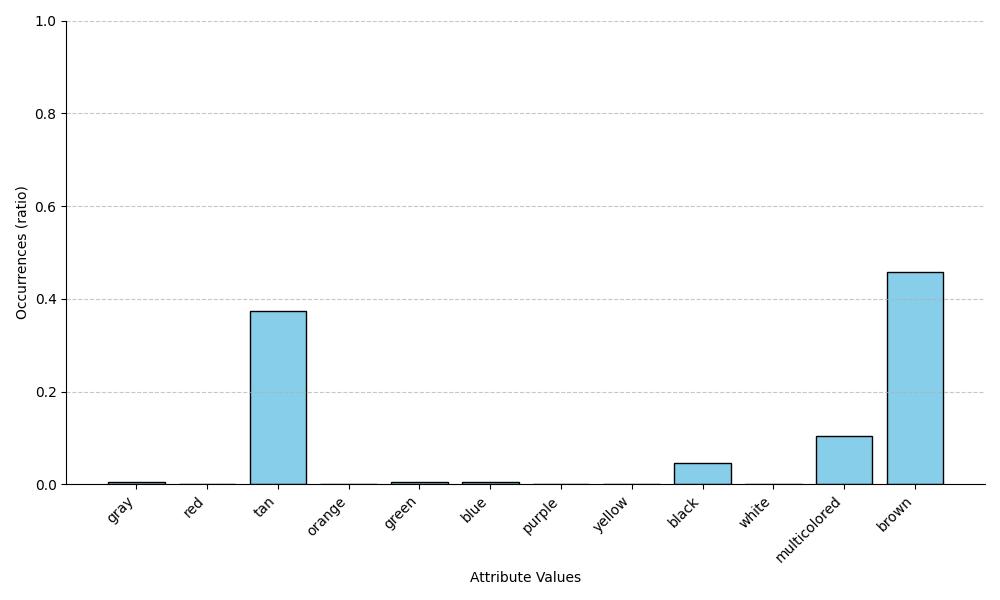 1.0
0.8
0.6
0.4
0.2
0.0
Occurrences (ratio)
gray
red
tan
orange
green
blue
purple
yellow
black
white
multicolored
brown
Attribute Values